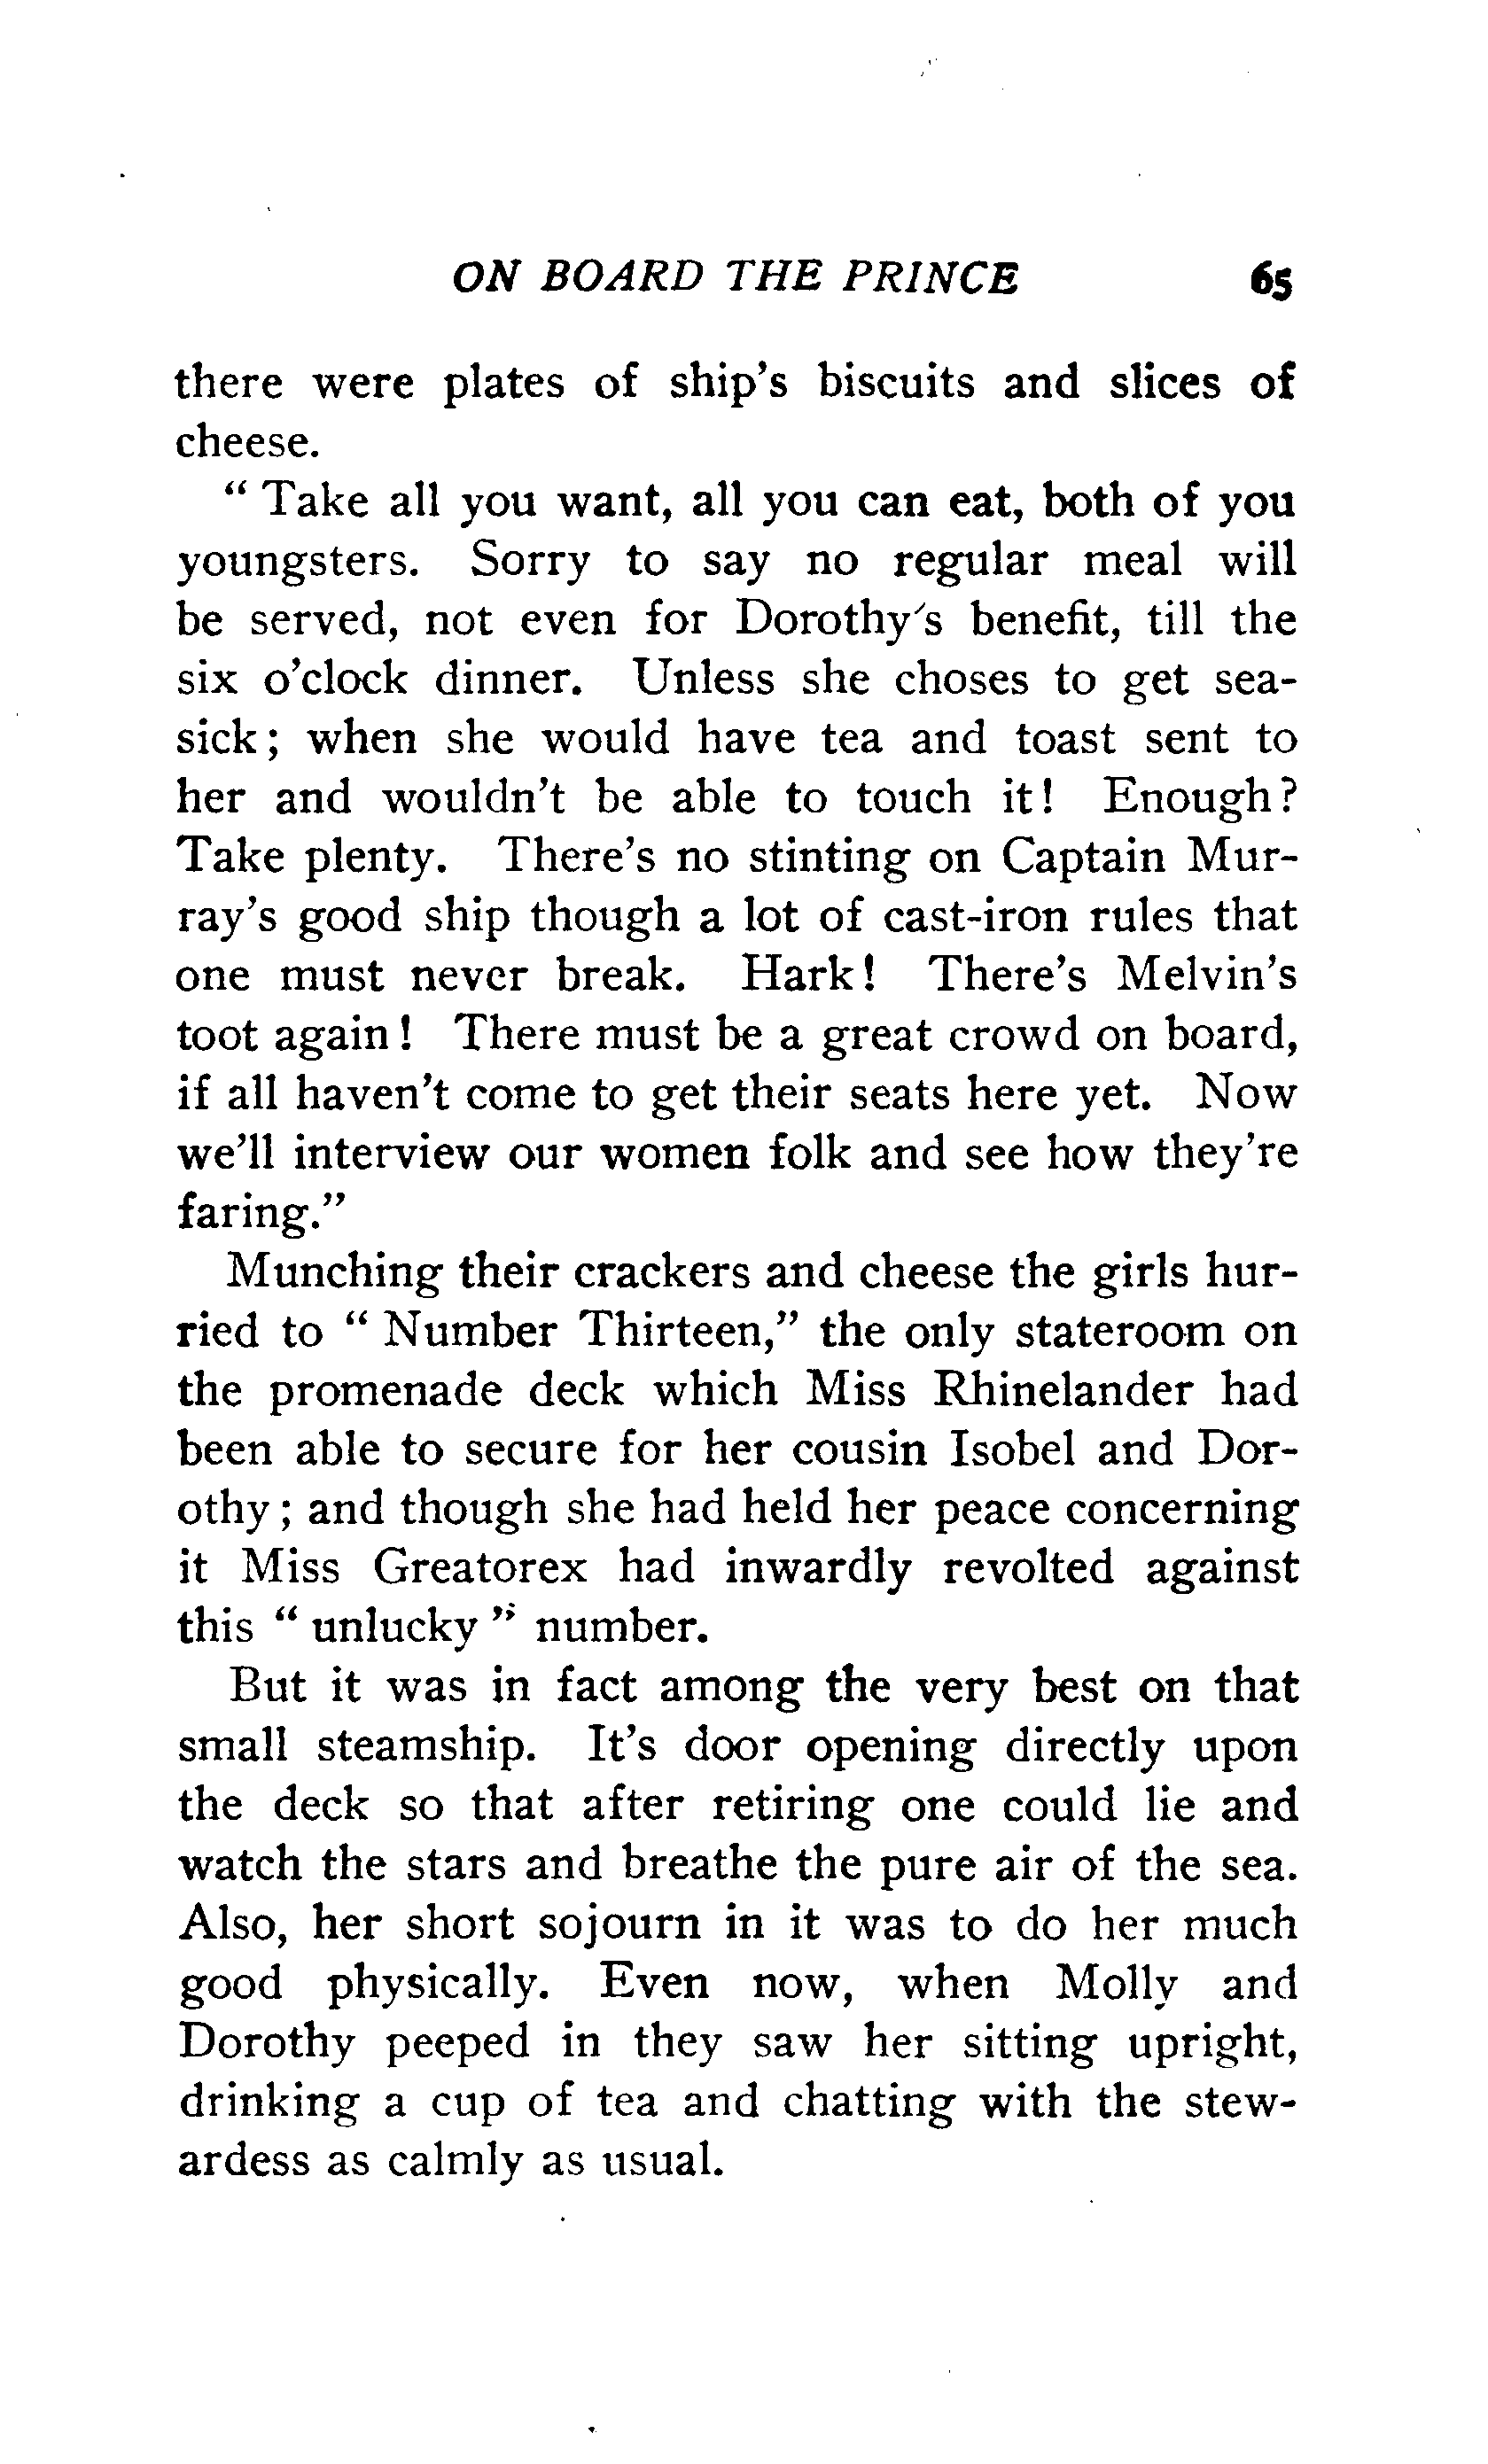 ON BOARD THE PRINCE 65
there were plates of ship's biscuits and slices of
cheese.
“ Take all you want, all you can eat, both of you
youngsters. Sorry to say no regular meal will
be served, not even for Dorothy's benefit, till the
six o'clock dinner. Unless she choses to get sea-
sick; when she would have tea and toast sent to
her and wouldn't be able to touch it! Enough?
Take plenty. There's no stinting on Captain Mur-
ray's good ship though a lot of cast-iron rules that
one must never break. Hark! There's Melvin's
toot again! There must be a great crowd on board,
if all haven't come to get their seats here yet. Now
we'll interview our women folk and see how they're
faring.”
Munching their crackers and cheese the girls hur-
ried to “ Number Thirteen,” the only stateroom on
the promenade deck which Miss Rhinelander had
been able to secure for her cousin Isobel and Dor-
othy; and though she had held her peace concerning
it Miss Greatorex had inwardly revolted against
this “ unlucky ” number.
But it was in fact among the very best on that
small steamship. It's door opening directly upon
the deck so that after retiring one could lie and
watch the stars and breathe the pure air of the sea.
Also, her short sojourn in it was to do her much
good physically. Even now, when Molly and
Dorothy peeped in they saw her sitting upright,
drinking a cup of tea and chatting with the stew-
ardess as calmly as usual.